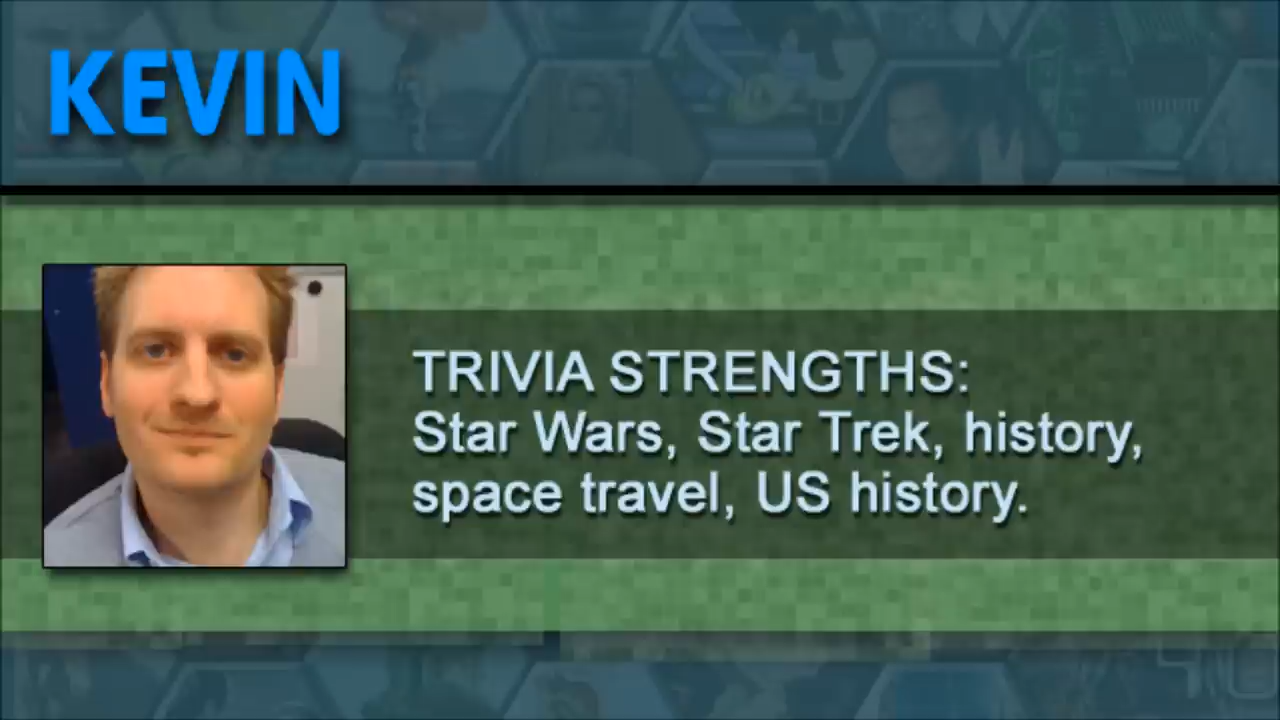 KEVIN
TRIVIA STRENGTHS:
Star Wars, Star Trek, history,
space travel, US history.